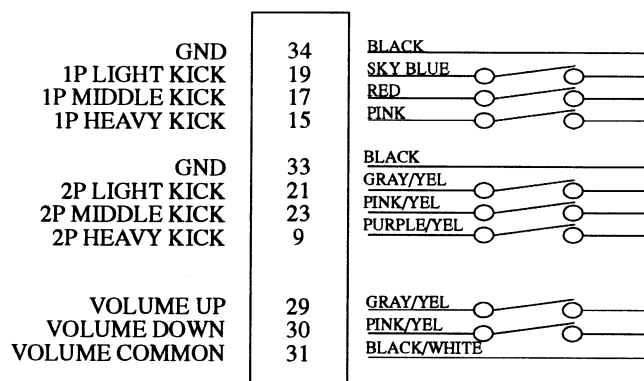 GND 34 BLACK
1P LIGHT KICK 19 SKY BLUE
1P MIDDLE KICK 17 RED
1P HEAVY KICK 15 PINK
GND 33 BLACK
2P LIGHT KICK 21 GRAY/YEL
2P MIDDLE KICK 23 PINK/YEL
2P HEAVY KICK 9 PURPLE/YEL
VOLUME UP 29 GRAY/YEL
VOLUME DOWN 30 PINK/YEL
VOLUME COMMON 31 BLACK/WHITE